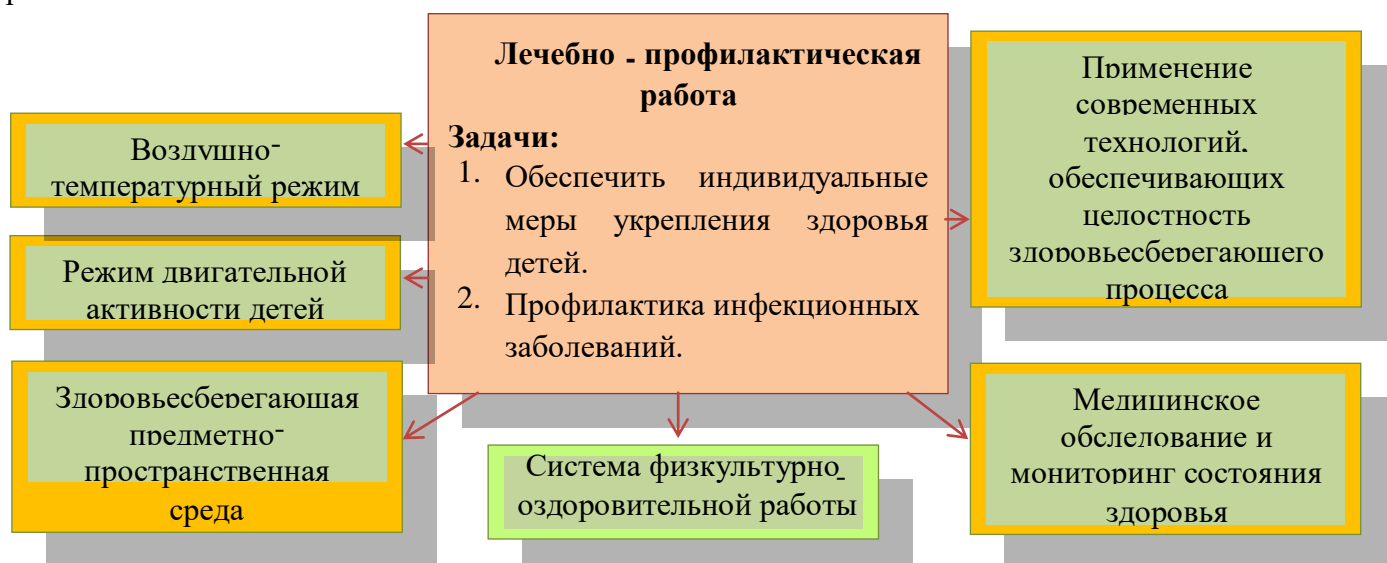 Лечебно - профилактическая
работа
Задачи:
1. Обеспечить индивидуальные
меры укрепления здоровья
детей.
2. Профилактика инфекционных
заболеваний.
Воздушно-
температурный режим
Режим двигательной
активности детей
Здоровьесберегающая
предметно-
пространственная
среда
Система физкультурно-
оздоровительной работы
Применение
современных
технологий,
обеспечивающих
целостность
здоровьесберегающего
процесса
Медицинское
обследование и
мониторинг состояния
здоровья